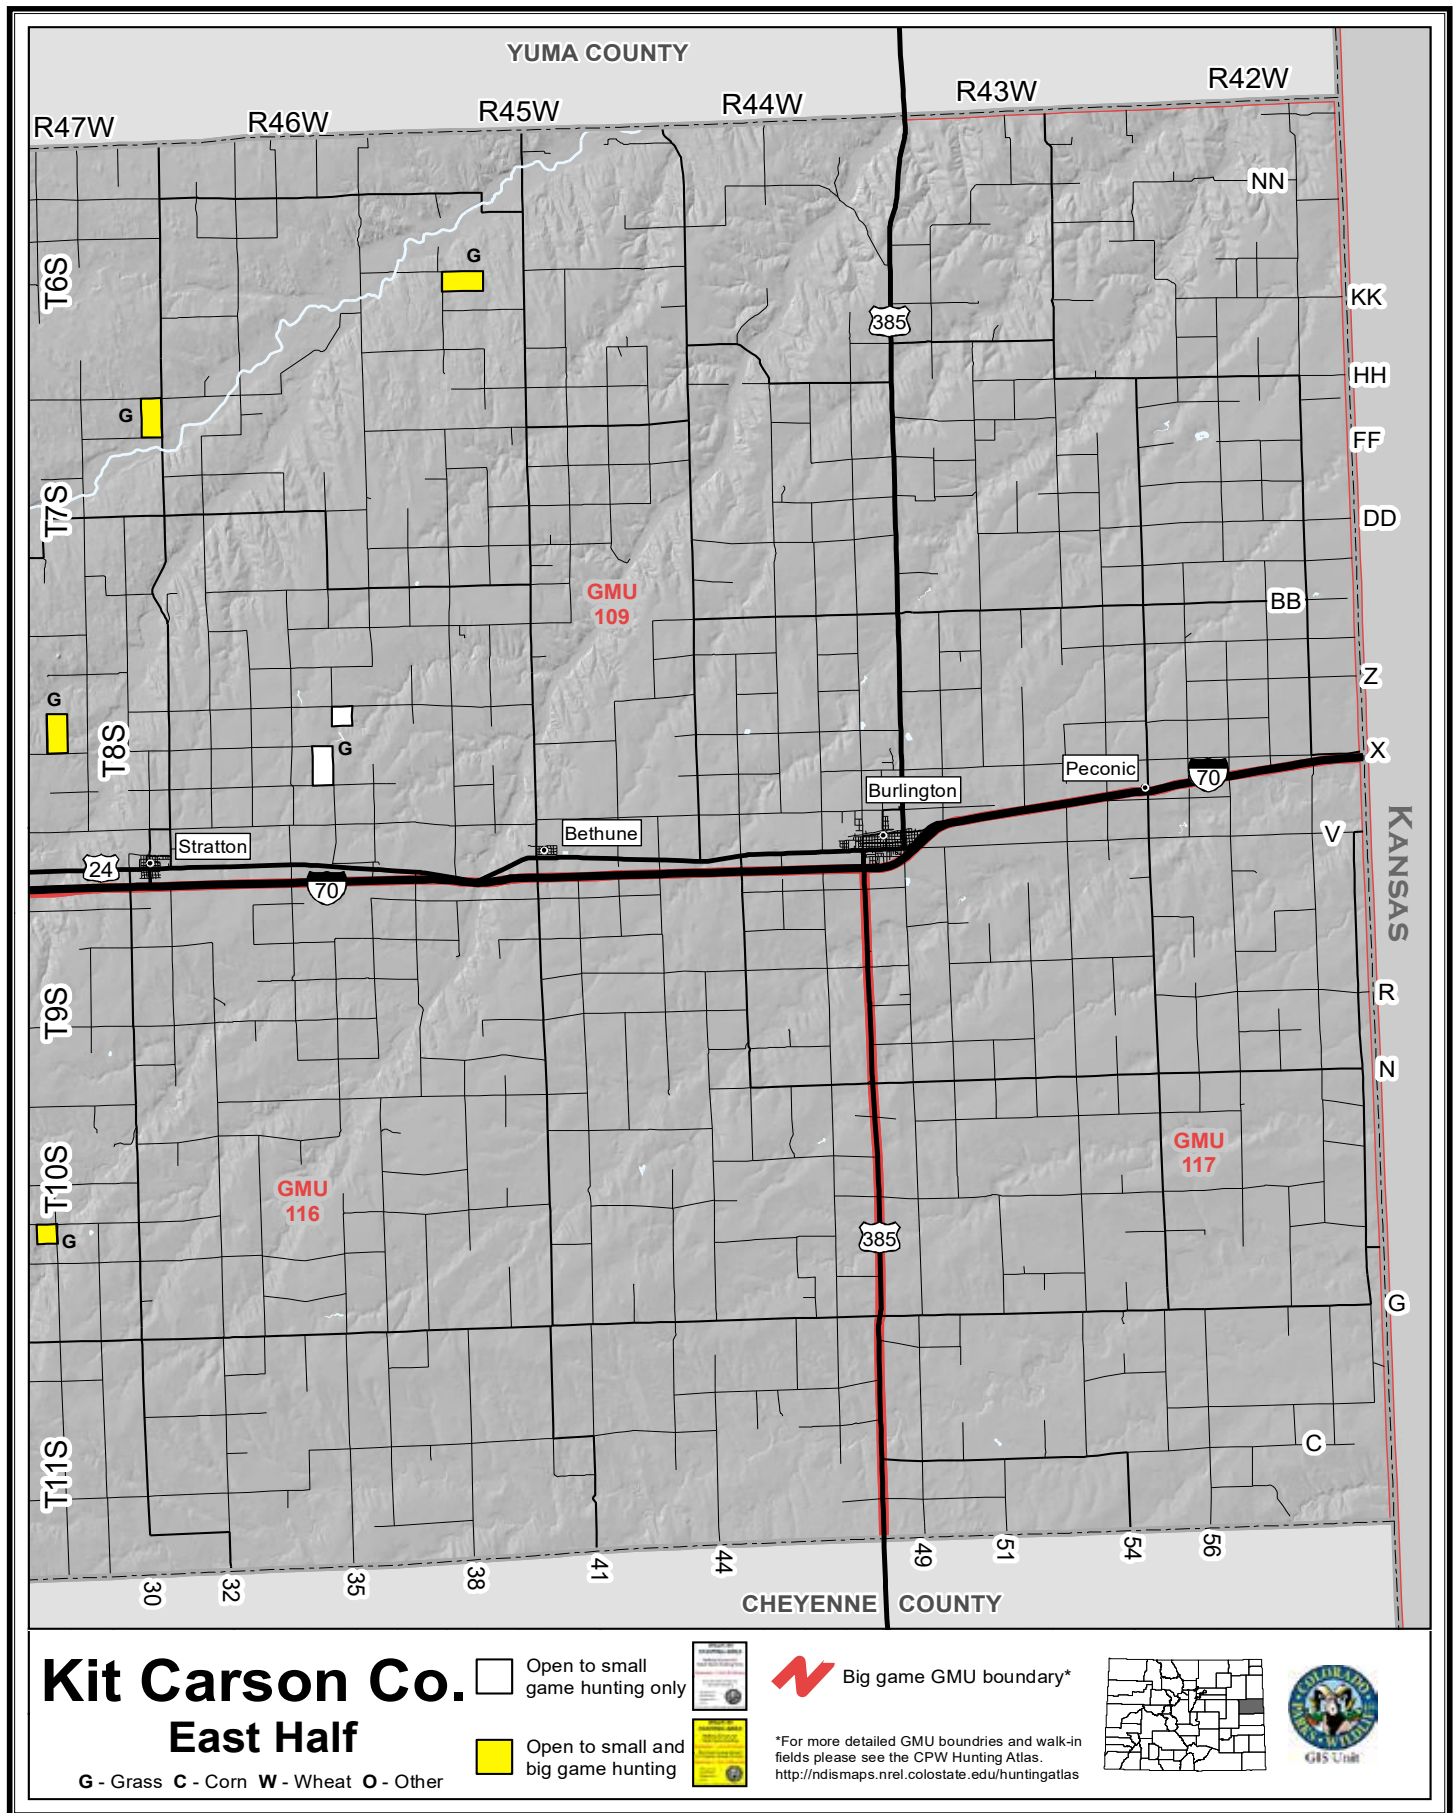 YUMA COUNTY
R47W
R46W
R45W
R44W
R43W
R42W
NN
T6S
G
385
KK
HH
G
FF
T7S
DD
GMU
109
BB
Z
G
T8S
G
X
Peconic
70
Burlington
KANSAS
V
Bethune
Stratton
24
70
T9S
R
N
GMU
117
T10S
GMU
116
G
385
G
C
T11S
30
32
35
38
41
44
49
51
54
56
CHEYENNE COUNTY
Kit Carson Co.
East Half
G - Grass C - Corn W - Wheat O - Other
Open to small
game hunting only
Open to small and
big game hunting
Big game GMU boundary*
*For more detailed GMU boundries and walk-in
fields please see the CPW Hunting Atlas.
http://ndismaps.nrel.colostate.edu/huntingatlas
COLORADO
PARKS • WILDLIFE
GIS Unit